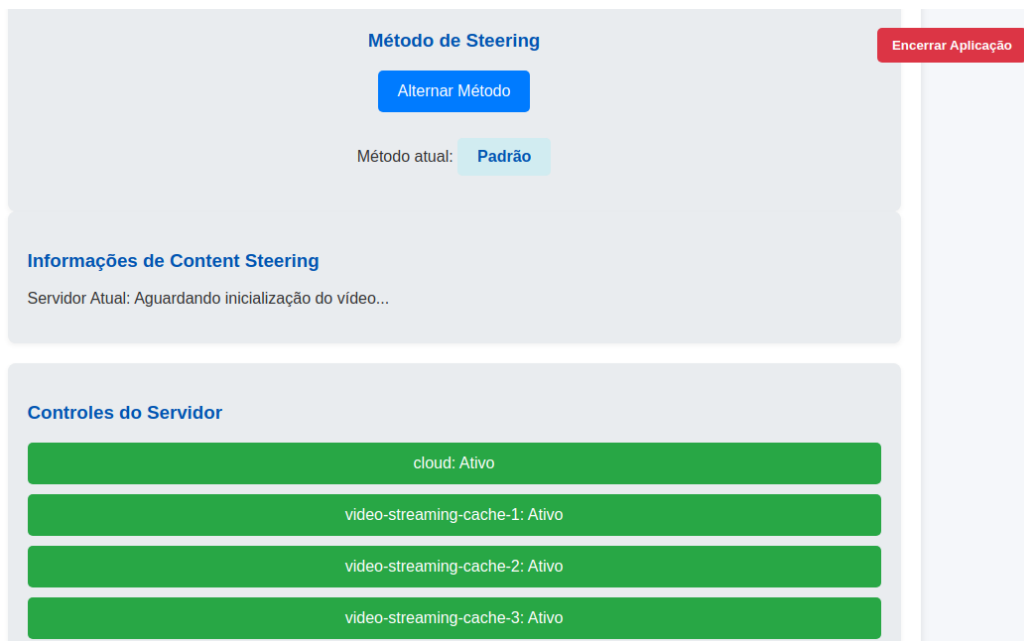 Método de Steering
Encerrar Aplicação
Alternar Método
Método atual: Padrão
Informações de Content Steering
Servidor Atual: Aguardando inicialização do vídeo...
Controles do Servidor
cloud: Ativo
video-streaming-cache-1: Ativo
video-streaming-cache-2: Ativo
video-streaming-cache-3: Ativo